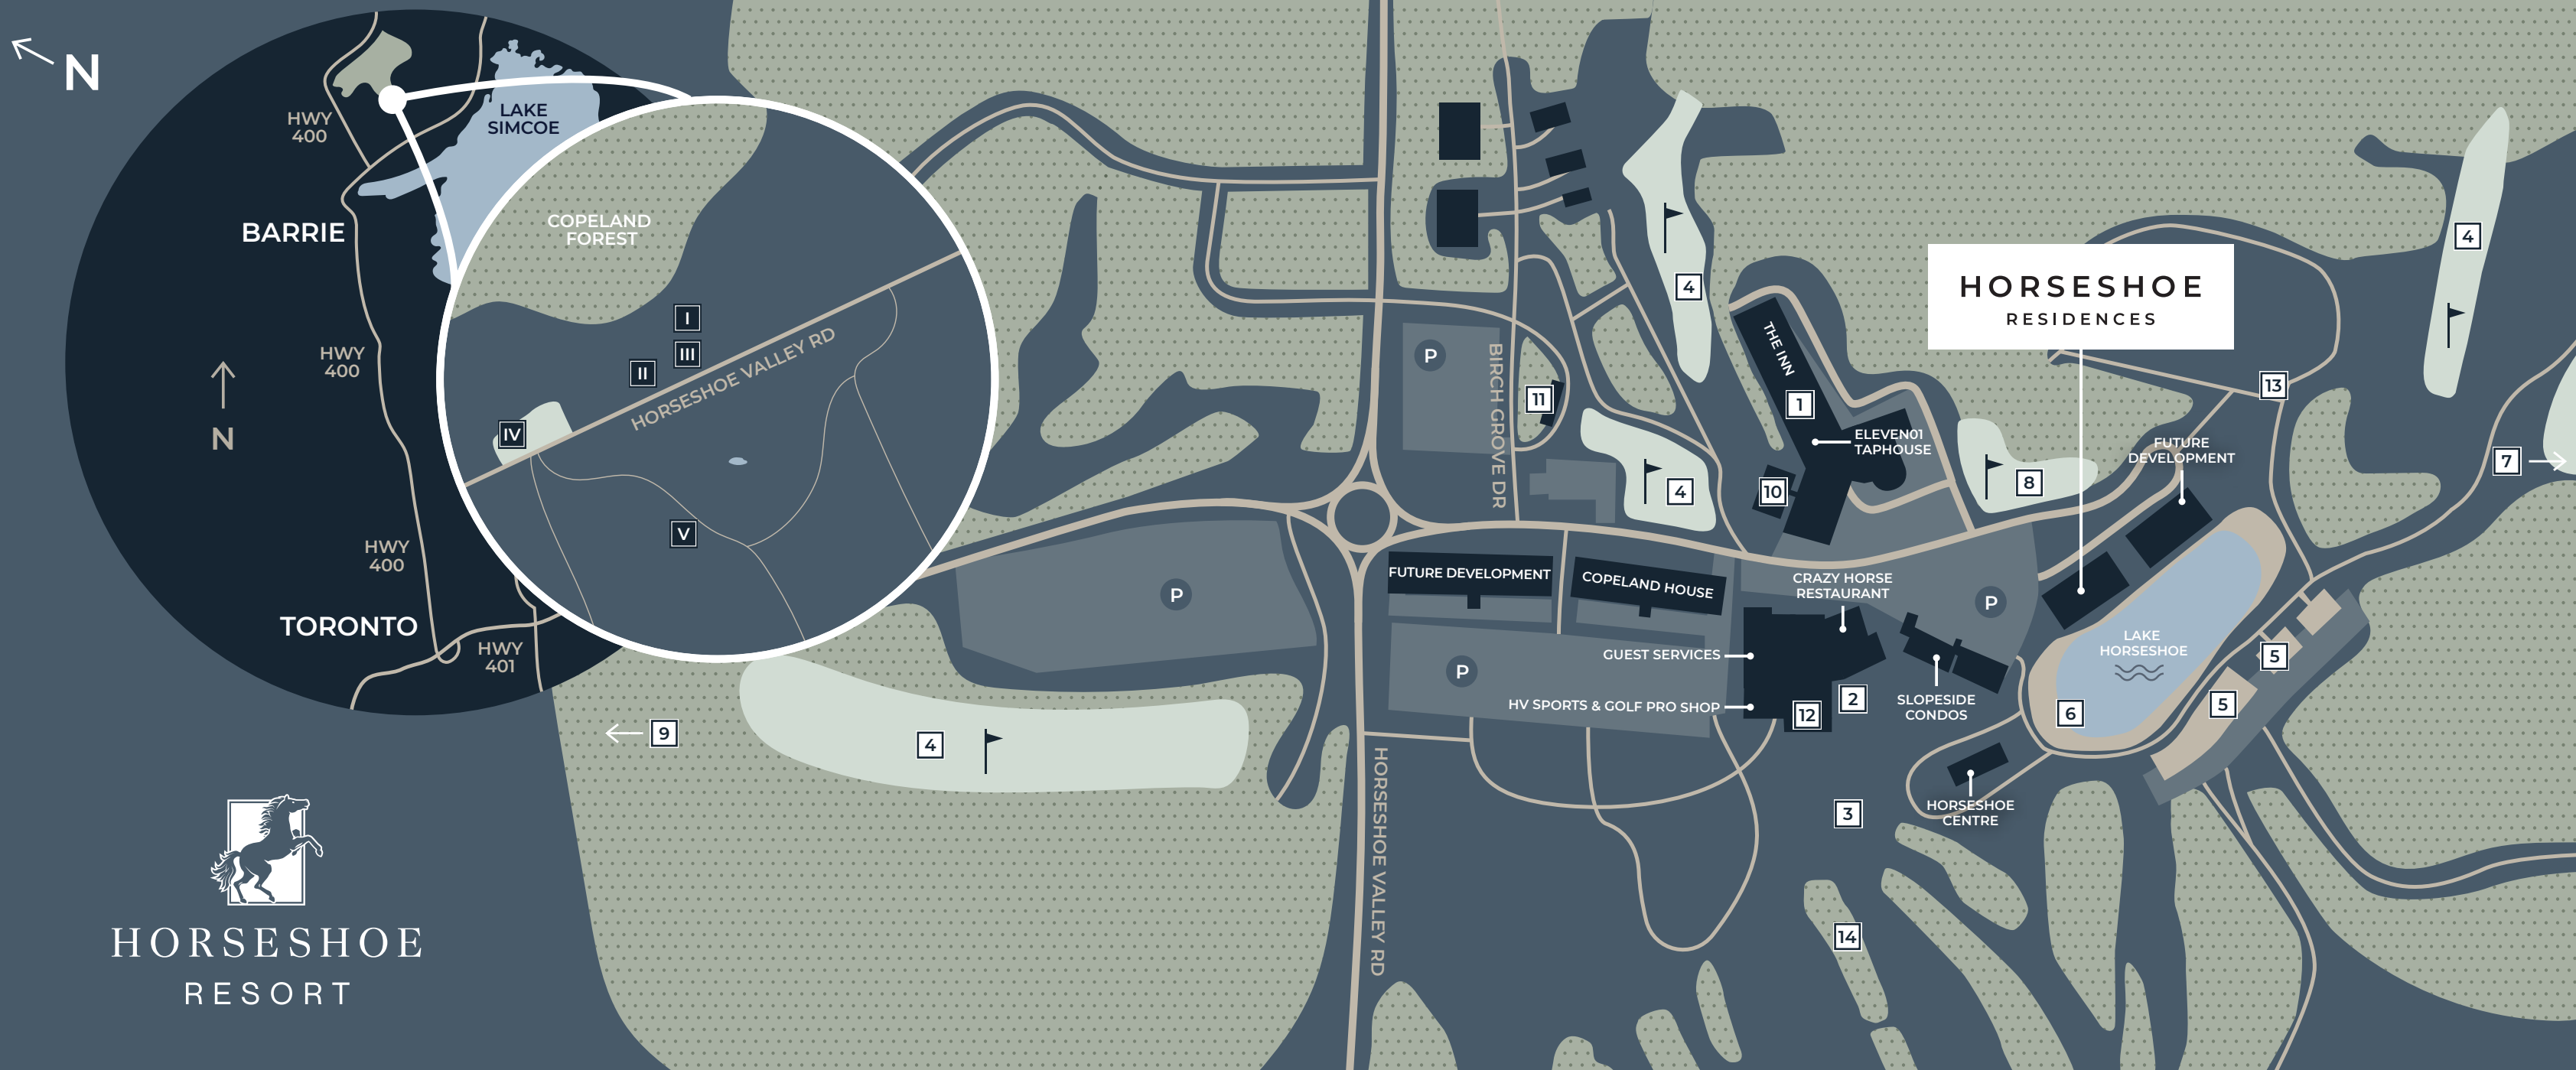 N
HWY
400
LAKE
SIMCOE
BARRIE
HWY
400
N
HWY
400
TORONTO
HWY
401
COPELAND
FOREST
I
III
II
HORSESHOE VALLEY RD
IV
V
9
4
HORSESHOE
RESORT
P
P
BIRCH GROVE DR
11
4
4
THE INN
1
ELEVEN01
TAPHOUSE
10
8
HORSESHOE
RESIDENCES
4
13
7
FUTURE
DEVELOPMENT
FUTURE DEVELOPMENT
COPELAND HOUSE
CRAZY HORSE
RESTAURANT
P
P
GUEST SERVICES
HV SPORTS & GOLF PRO SHOP
12
2
SLOPESIDE
CONDOS
LAKE
HORSESHOE
6
5
5
HORSESHOE
CENTRE
3
14
HORSESHOE VALLEY RD